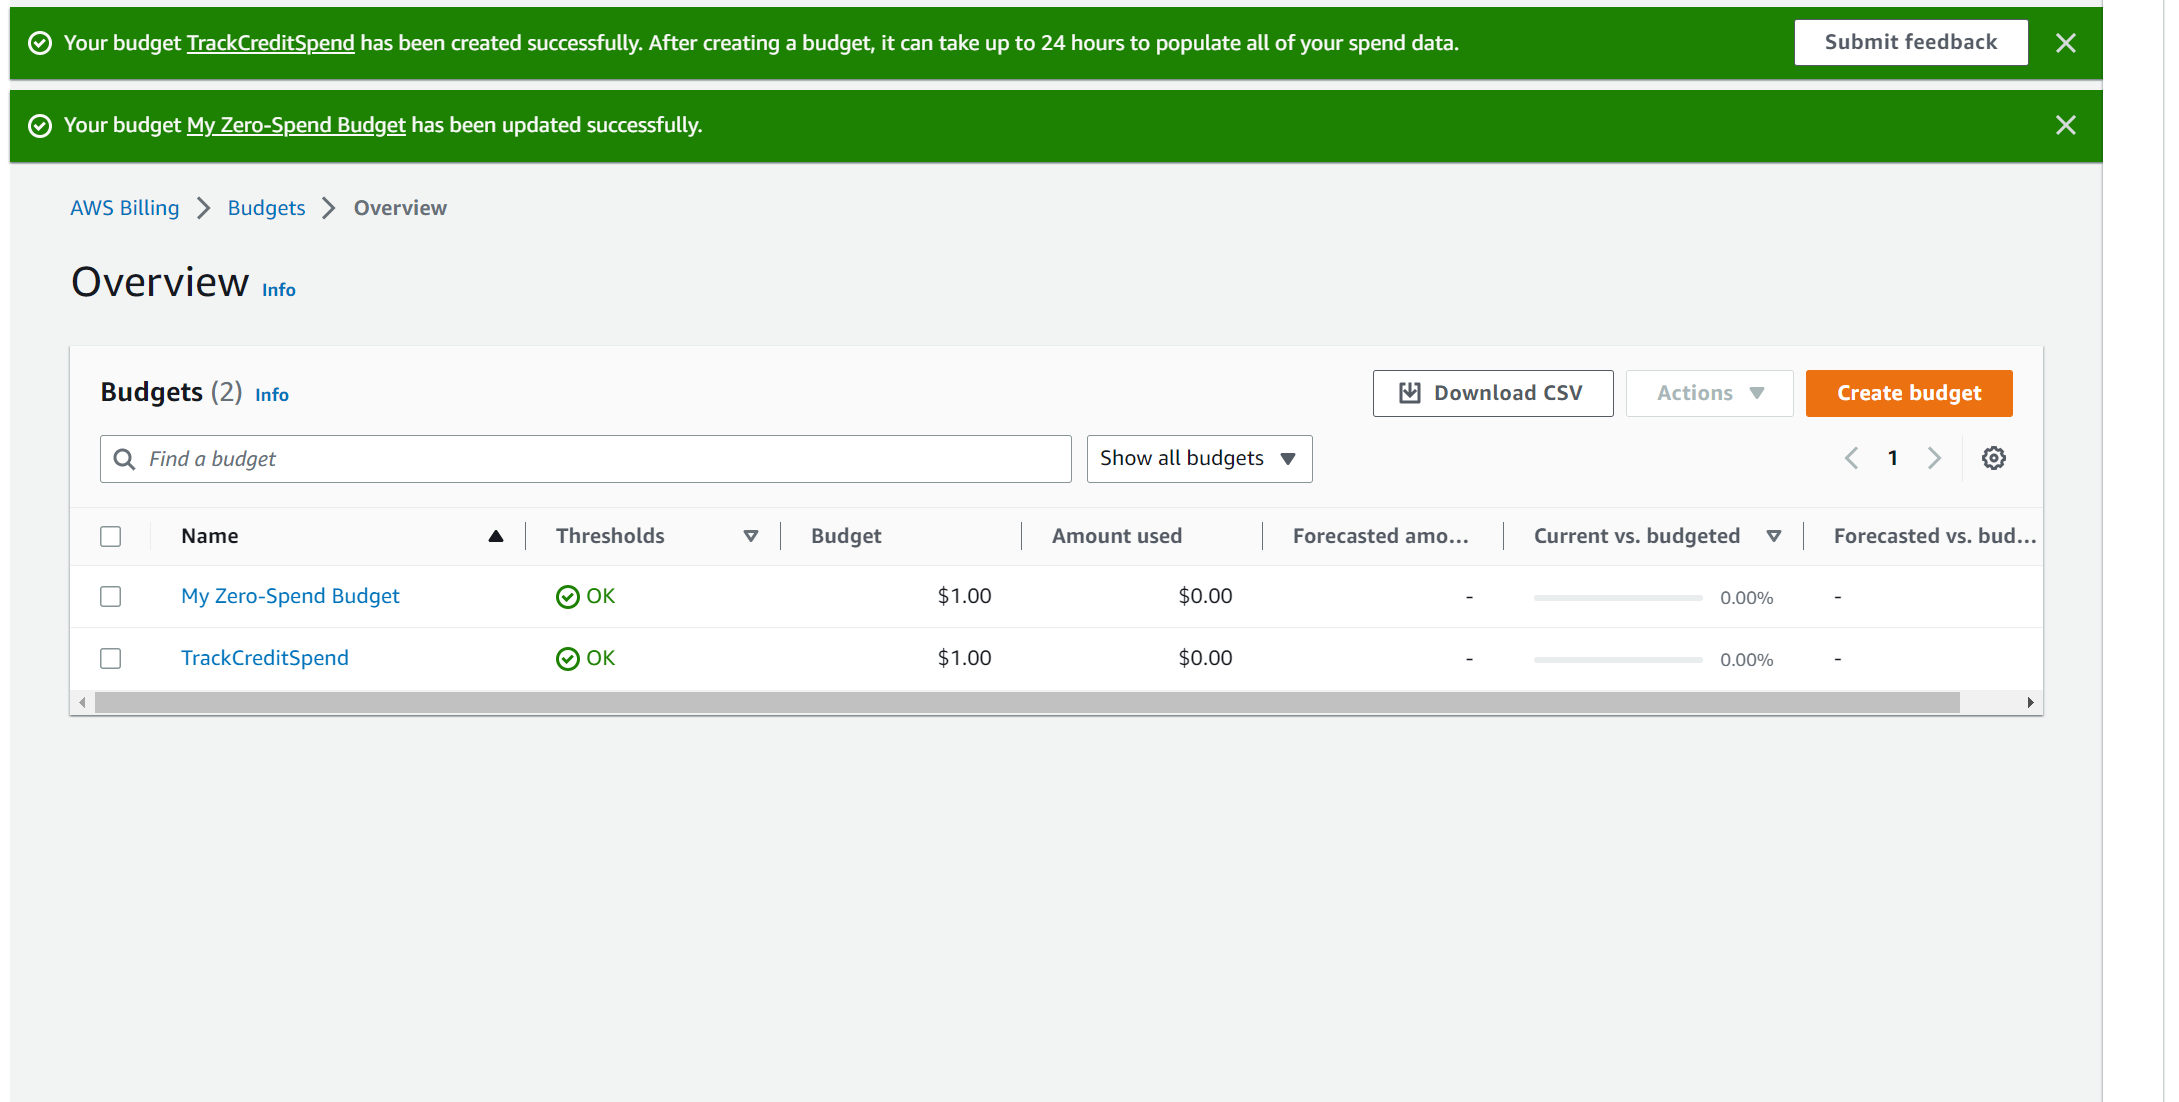 Your budget TrackCreditSpend has been created successfully. After creating a budget, it can take up to 24 hours to populate all of your spend data.
Submit feedback
Your budget My Zero-Spend Budget has been updated successfully.
AWS Billing > Budgets > Overview
Overview Info
Budgets (2) Info
Download CSV
Actions
Create budget
Find a budget
Show all budgets
1
Name Thresholds Budget Amount used Forecasted amo... Current vs. budgeted Forecasted vs. bud...
My Zero-Spend Budget OK $1.00 $0.00 - 0.00% -
TrackCreditSpend OK $1.00 $0.00 - 0.00% -